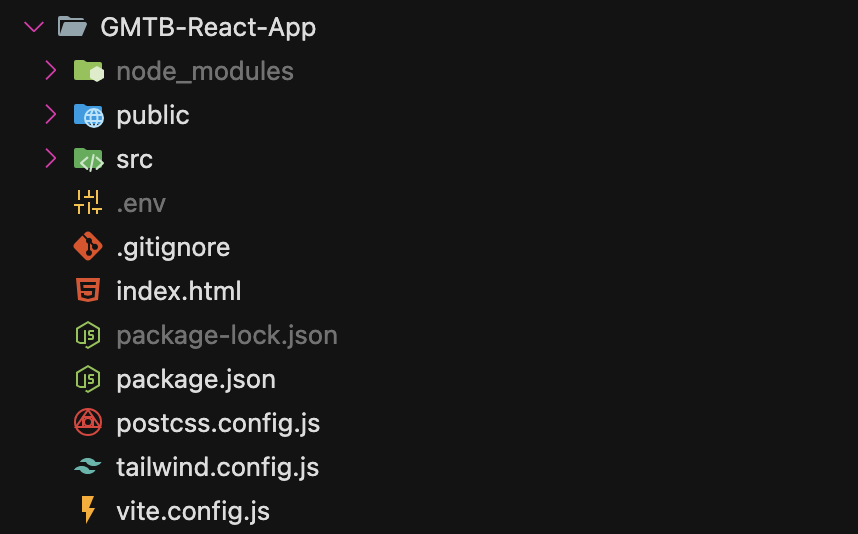 GMTB-React-App
node_modules
public
src
.env
.gitignore
index.html
package-lock.json
package.json
postcss.config.js
tailwind.config.js
vite.config.js